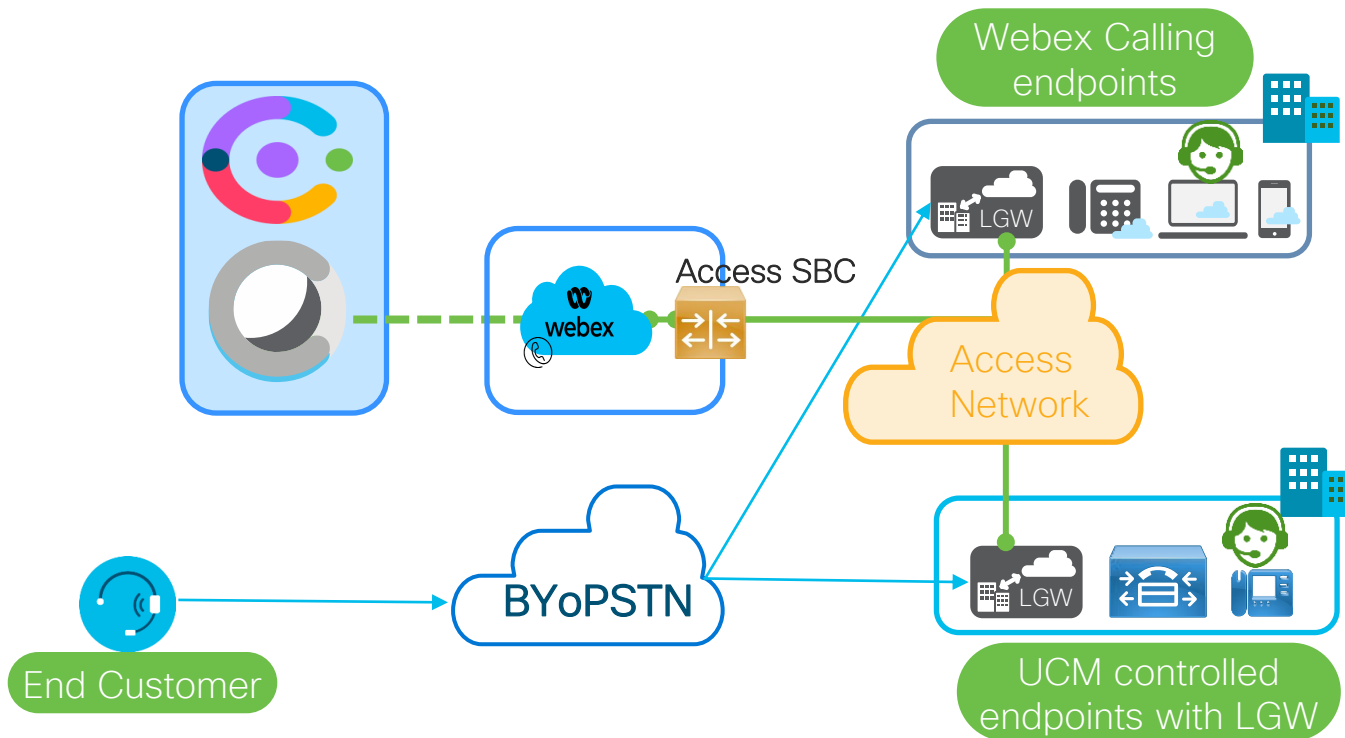 Webex Calling
endpoints
LGW
Access SBC
webex
Access
Network
BYoPSTN
LGW
End Customer
UCM controlled
endpoints with LGW